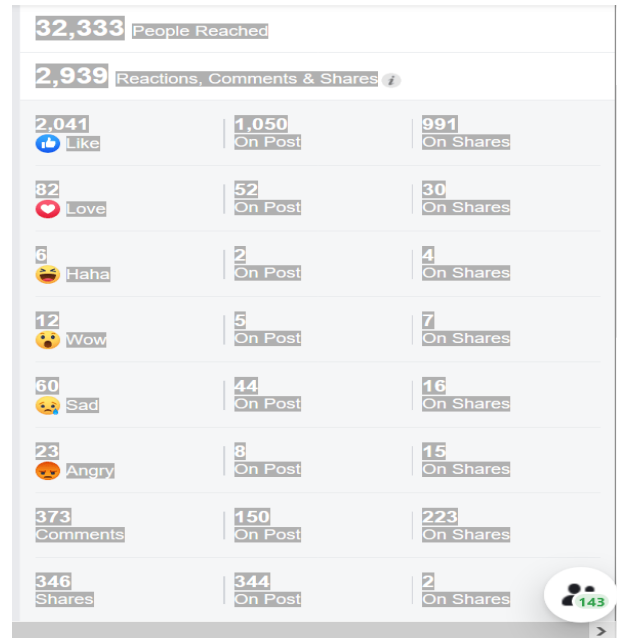 32,333 People Reached
2,939 Reactions, Comments & Shares i
2,041 1,050 991
Like On Post On Shares
82 52 30
Love On Post On Shares
6 2 4
Haha On Post On Shares
12 5 7
Wow On Post On Shares
60 44 16
Sad On Post On Shares
23 8 15
Angry On Post On Shares
373 150 223
Comments On Post On Shares
346 344 2
Shares On Post On Shares
143